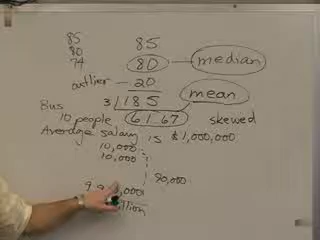 85 85
80 80 median
74
outlier 20 mean
3 185
Bus
10 people 61.67 skewed
Average salary is $1,000,000
10,000
10,000
90,000